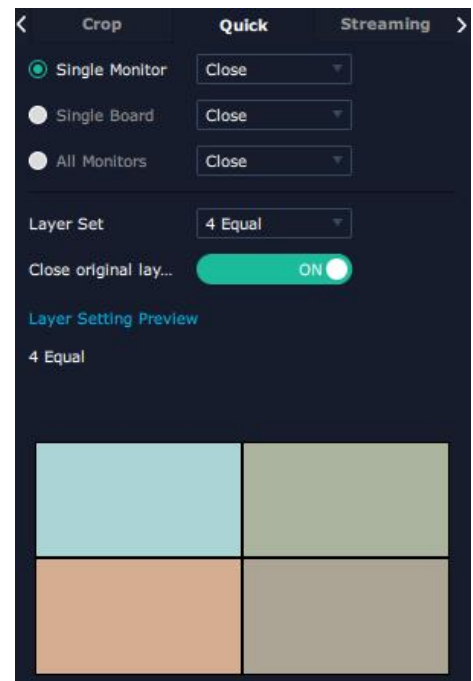 Crop Quick Streaming
Single Monitor Close
Single Board Close
All Monitors Close
Layer Set 4 Equal
Close original lay... ON
Layer Setting Preview
4 Equal